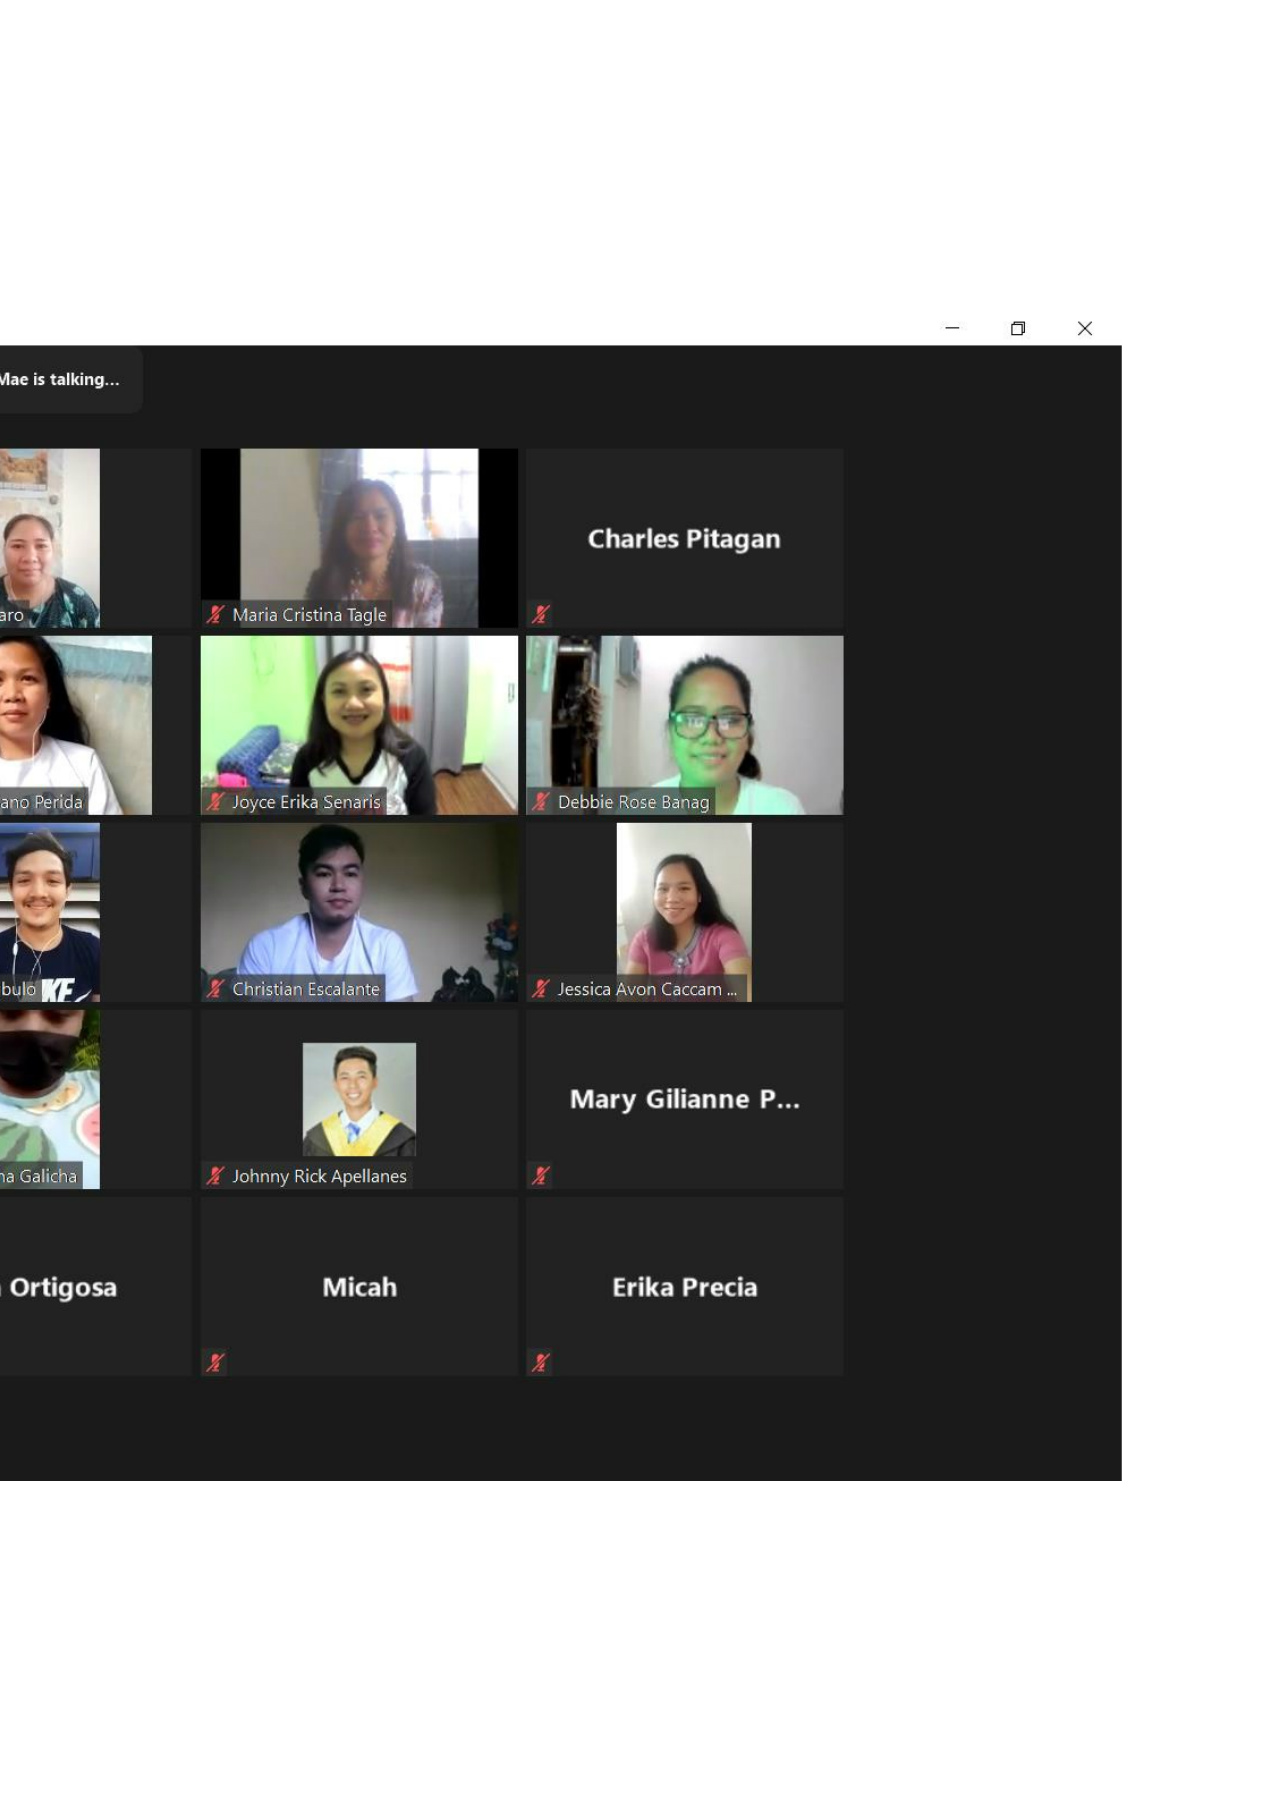 Mae is talking...
aro
Maria Cristina Tagle
Charles Pitagan
ano Perida
Joyce Erika Senaris
Debbie Rose Banag
bulo
KE
Christian Escalante
Jessica Avon Caccam ...
na Galicha
Johnny Rick Apellanes
Mary Gilianne P...
Ortigosa
Micah
Erika Precia